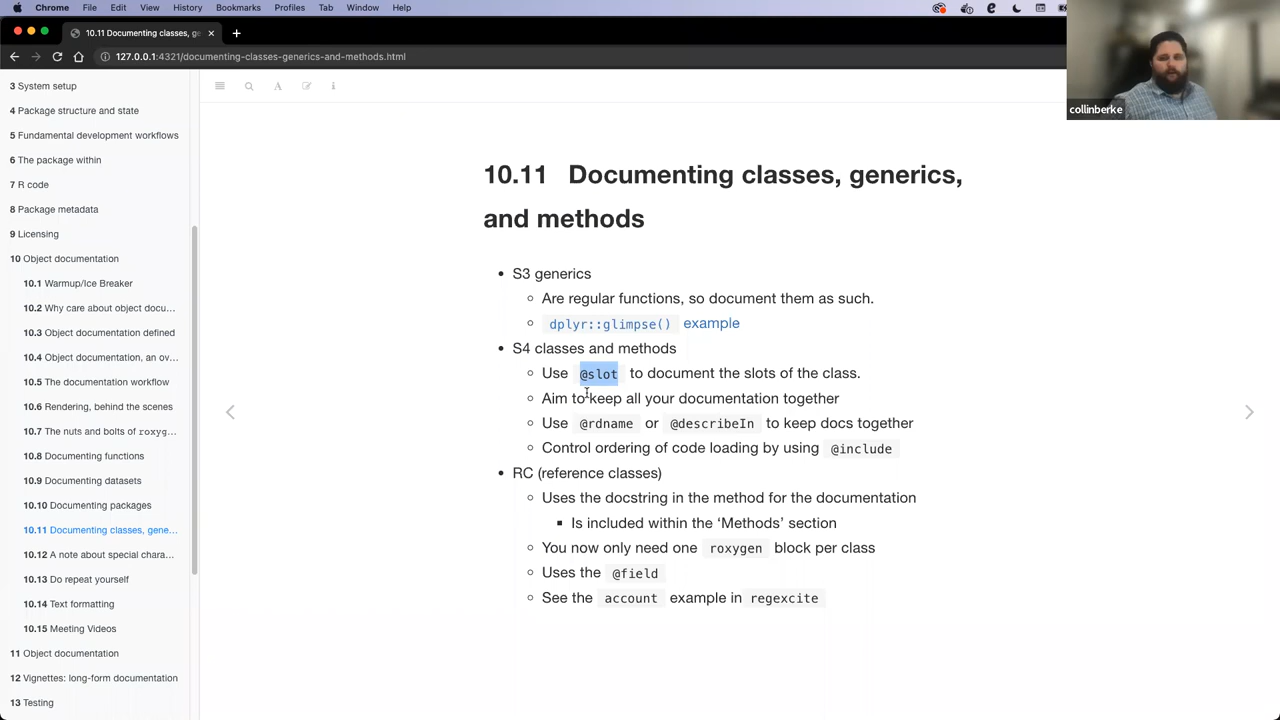 Chrome File Edit View History Bookmarks Profiles Tab Window Help
10.11 Documenting classes, ge
127.0.0.1:4321/documenting-classes-generics-and-methods.html
collinberke
3 System setup
4 Package structure and state
5 Fundamental development workflows
6 The package within
7 R code
8 Package metadata
9 Licensing
10 Object documentation
10.1 Warmup/Ice Breaker
10.2 Why care about object docu...
10.3 Object documentation defined
10.4 Object documentation, an ov...
10.5 The documentation workflow
10.6 Rendering, behind the scenes
10.7 The nuts and bolts of roxyg...
10.8 Documenting functions
10.9 Documenting datasets
10.10 Documenting packages
10.11 Documenting classes, gene...
10.12 A note about special chara...
10.13 Do repeat yourself
10.14 Text formatting
10.15 Meeting Videos
11 Object documentation
12 Vignettes: long-form documentation
13 Testing
A
i
10.11 Documenting classes, generics,
and methods
• S3 generics
Are regular functions, so document them as such.
dplyr::glimpse() example
• S4 classes and methods
Use @slot to document the slots of the class.
Aim to keep all your documentation together
Use @rdname or @describeIn to keep docs together
Control ordering of code loading by using @include
• RC (reference classes)
Uses the docstring in the method for the documentation
Is included within the ‘Methods’ section
You now only need one roxygen block per class
Uses the @field
See the account example in regexcite